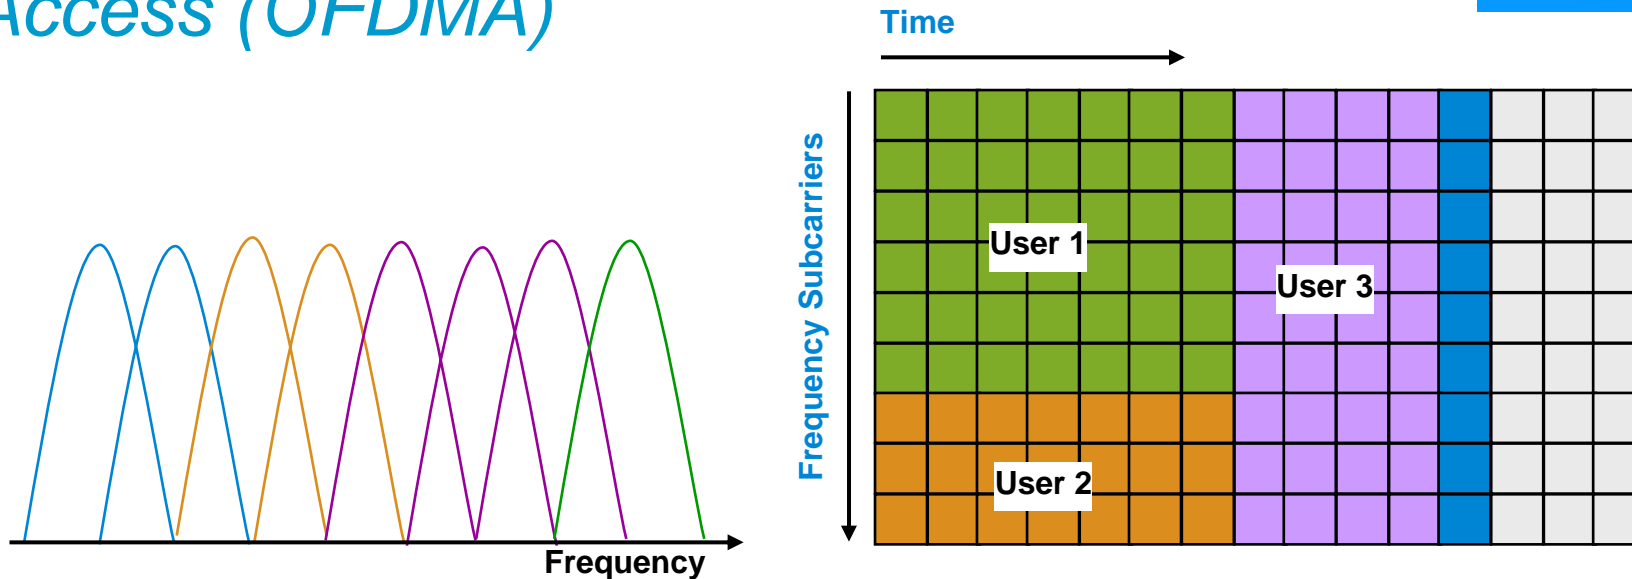 Access (OFDMA)
Time
Frequency Subcarriers
User 1
User 3
User 2
Frequency